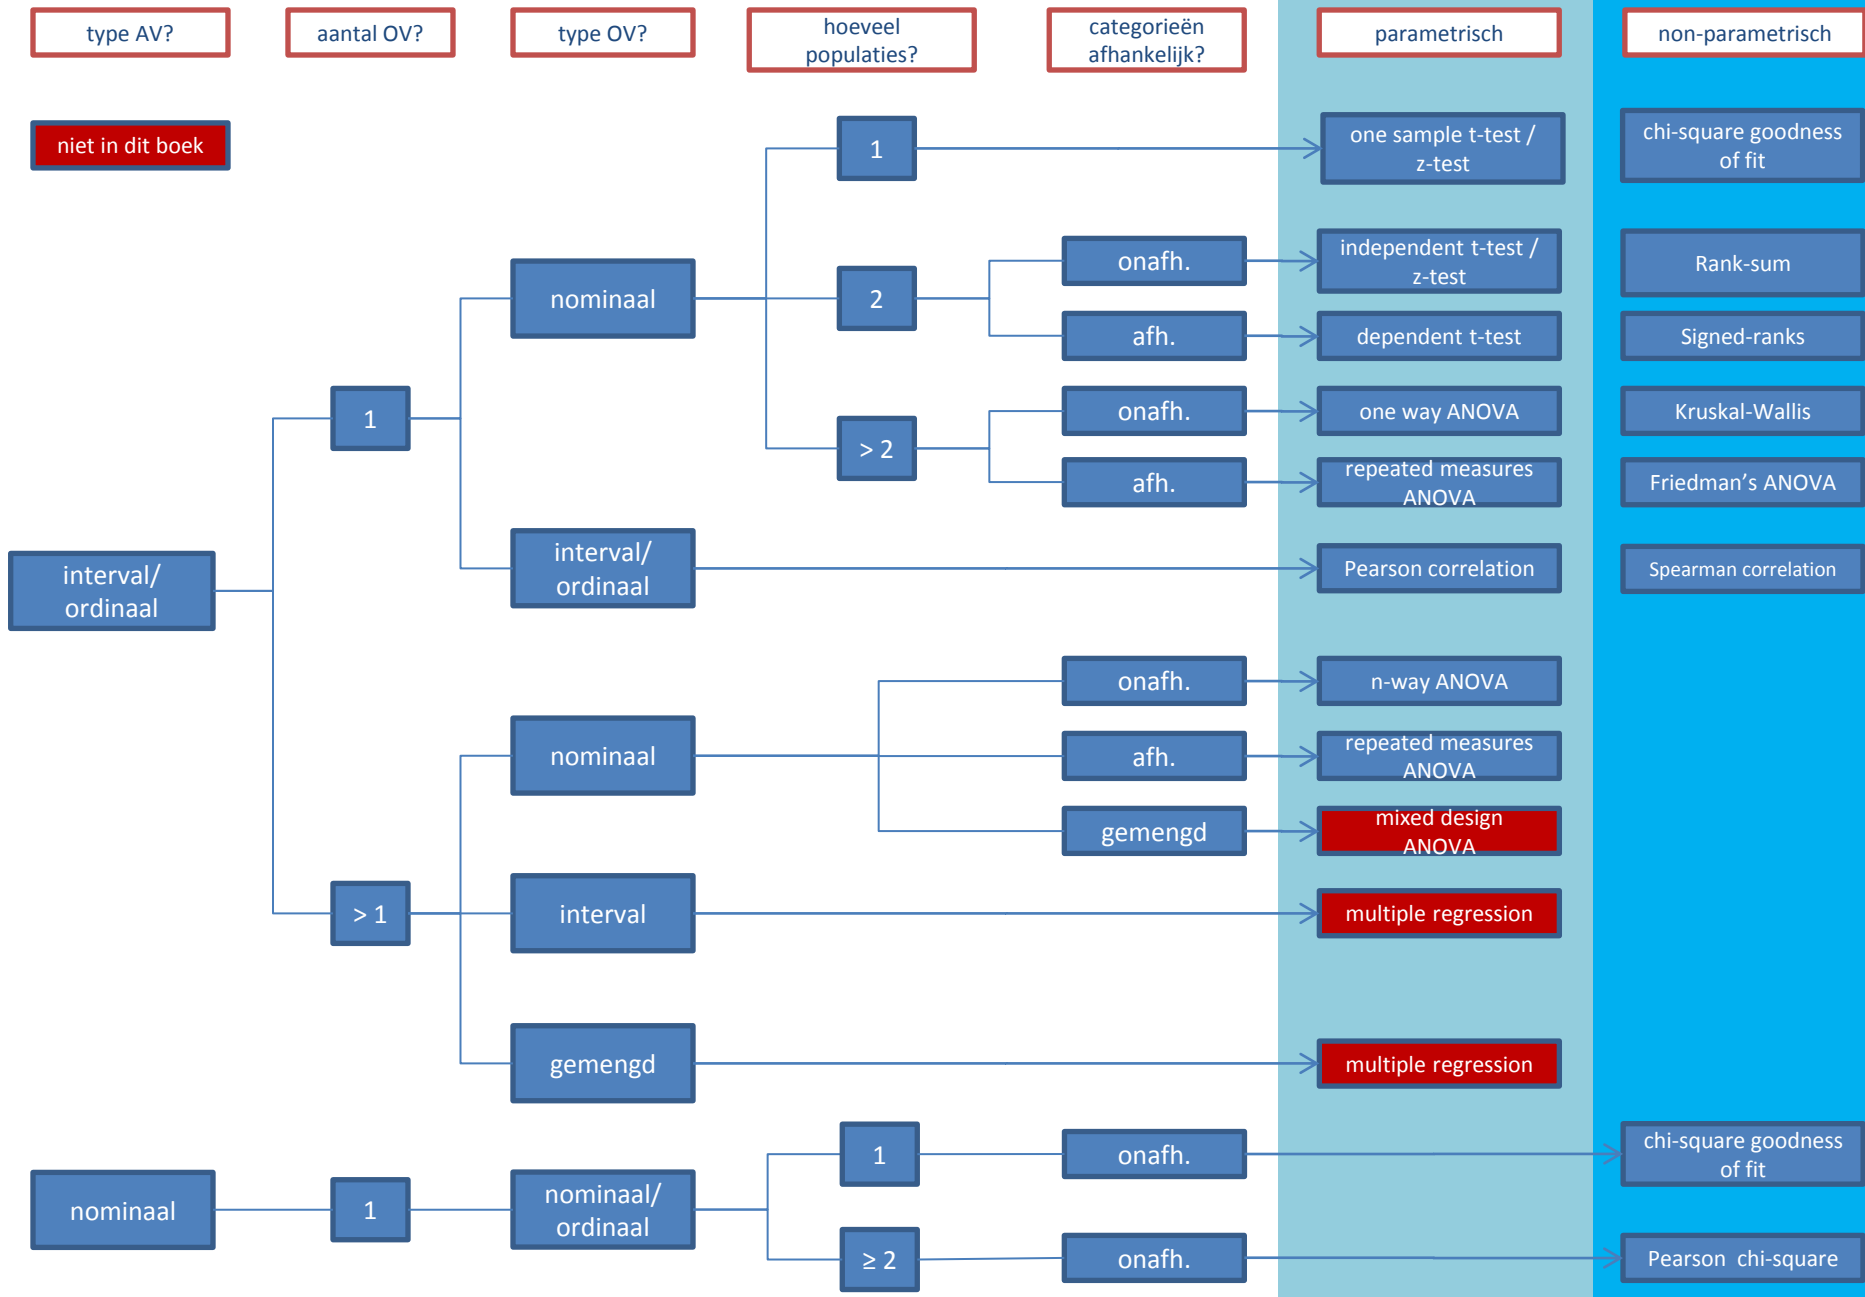 type AV?
aantal OV?
type OV?
hoeveel
populaties?
categorieën
afhankelijk?
parametrisch
non-parametrisch
niet in dit boek
1
one sample t-test /
z-test
chi-square goodness
of fit
nominaal
2
onafh.
independent t-test /
z-test
Rank-sum
afh.
dependent t-test
Signed-ranks
1
> 2
onafh.
one way ANOVA
Kruskal-Wallis
afh.
repeated measures
ANOVA
Friedman's ANOVA
interval/
ordinaal
interval/
ordinaal
Pearson correlation
Spearman correlation
onafh.
n-way ANOVA
nominaal
afh.
repeated measures
ANOVA
gemengd
mixed design
ANOVA
> 1
interval
multiple regression
gemengd
multiple regression
1
onafh.
chi-square goodness
of fit
nominaal
1
nominaal/
ordinaal
≥ 2
onafh.
Pearson chi-square